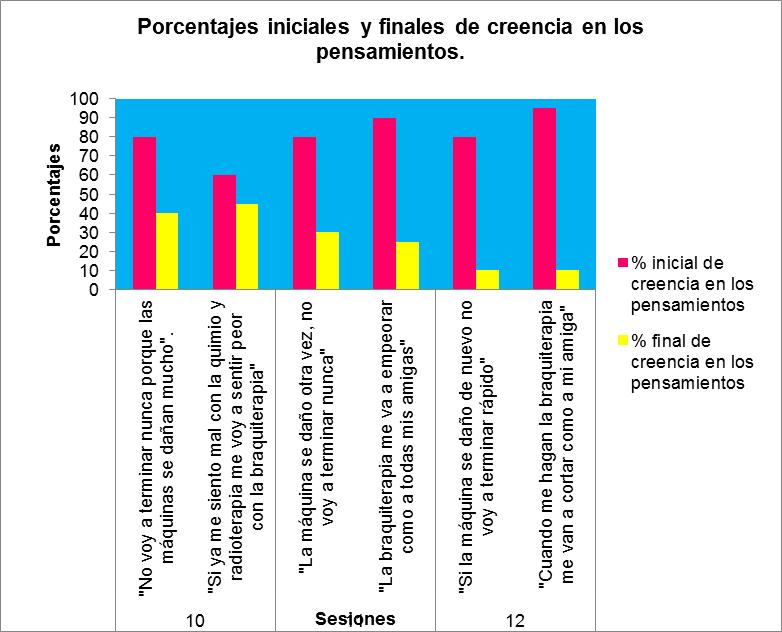 Porcentajes iniciales y finales de creencia en los
pensamientos.
Porcentajes
100
90
80
70
60
50
40
30
20
10
0
% inicial de
creencia en los
pensamientos
% final de
creencia en los
pensamientos
"No voy a terminar nunca porque las
máquinas se dañan mucho".
"Si ya me siento mal con la quimio y
radioterapia me voy a sentir peor
con la braquiterapia"
"La máquina se daño otra vez, no
voy a terminar nunca"
"La braquiterapia me va a empeorar
como a todas mis amigas"
"Si la máquina se daño de nuevo no
voy a terminar rápido"
"Cuando me hagan la braquiterapia
me van a cortar como a mi amiga"
10
Sesiones
12